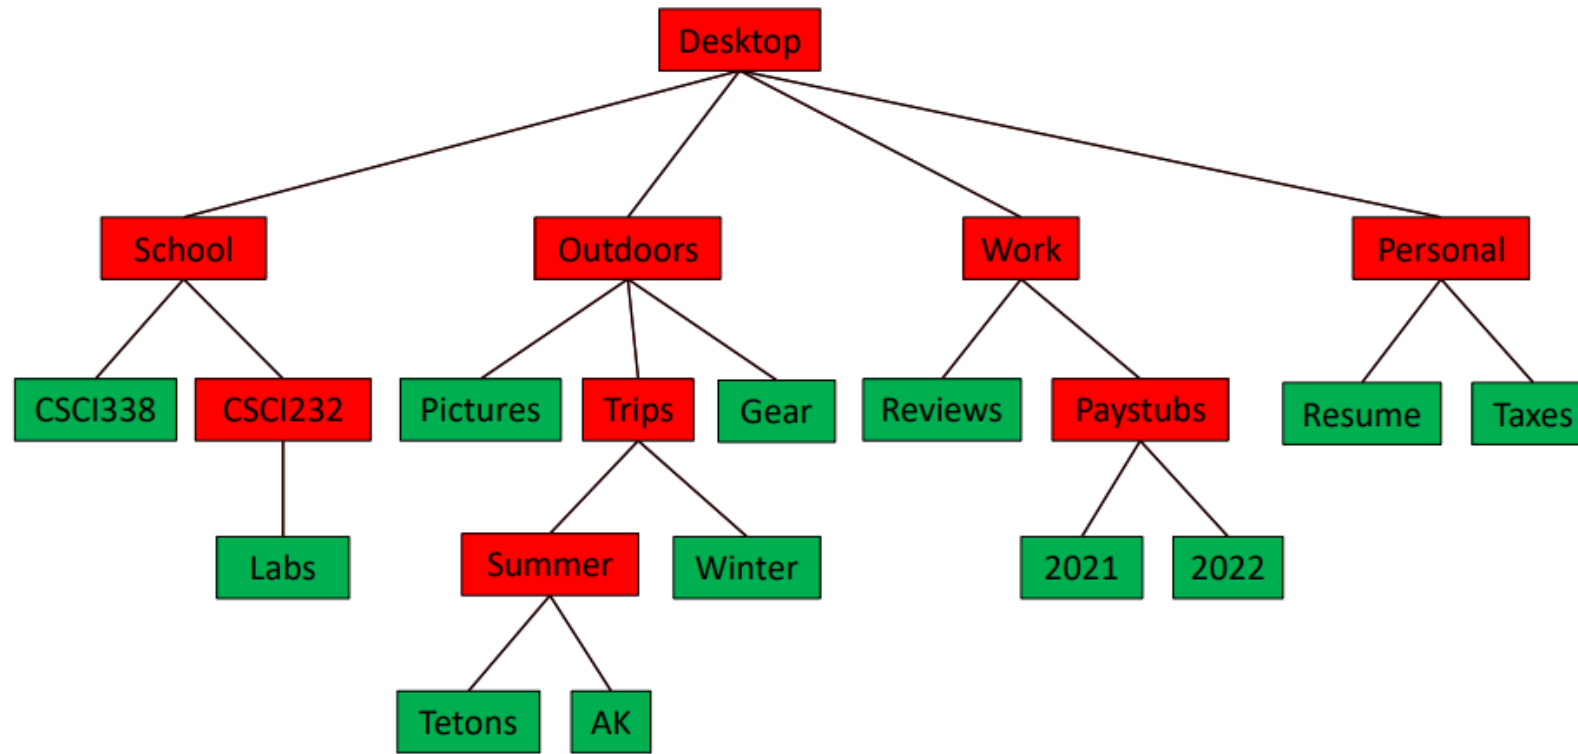 Desktop
School
Outdoors
Work
Personal
CSCI338
CSCI232
Pictures
Trips
Gear
Reviews
Paystubs
Resume
Taxes
Labs
Summer
Winter
2021
2022
Tetons
AK